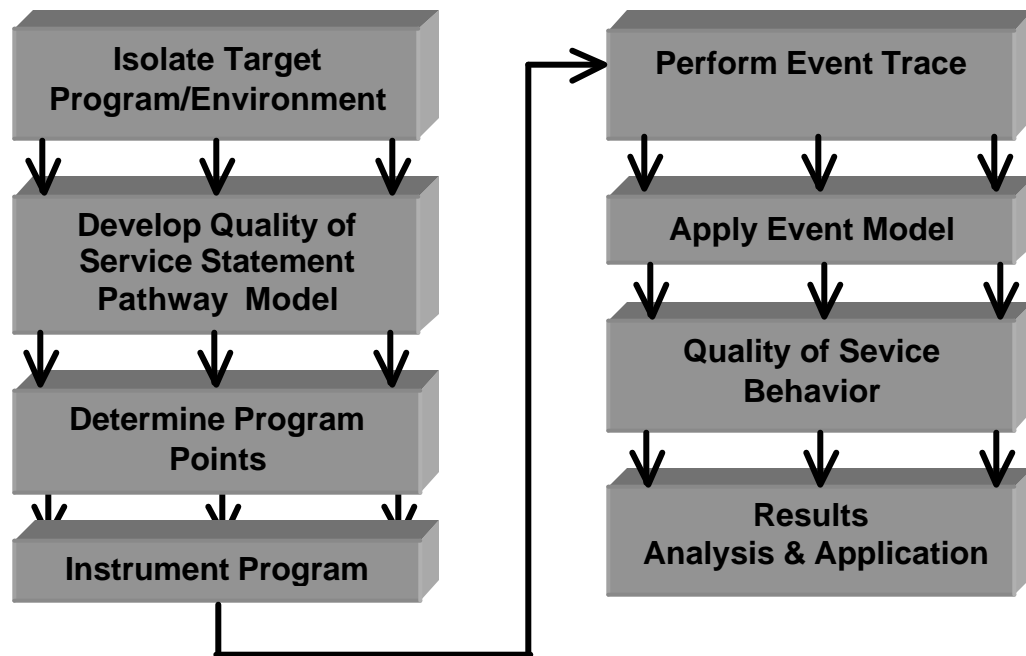 Isolate Target
Program/Environment
Develop Quality of
Service Statement
Pathway Model
Determine Program
Points
Instrument Program
Perform Event Trace
Apply Event Model
Quality of Sevice
Behavior
Results
Analysis & Application